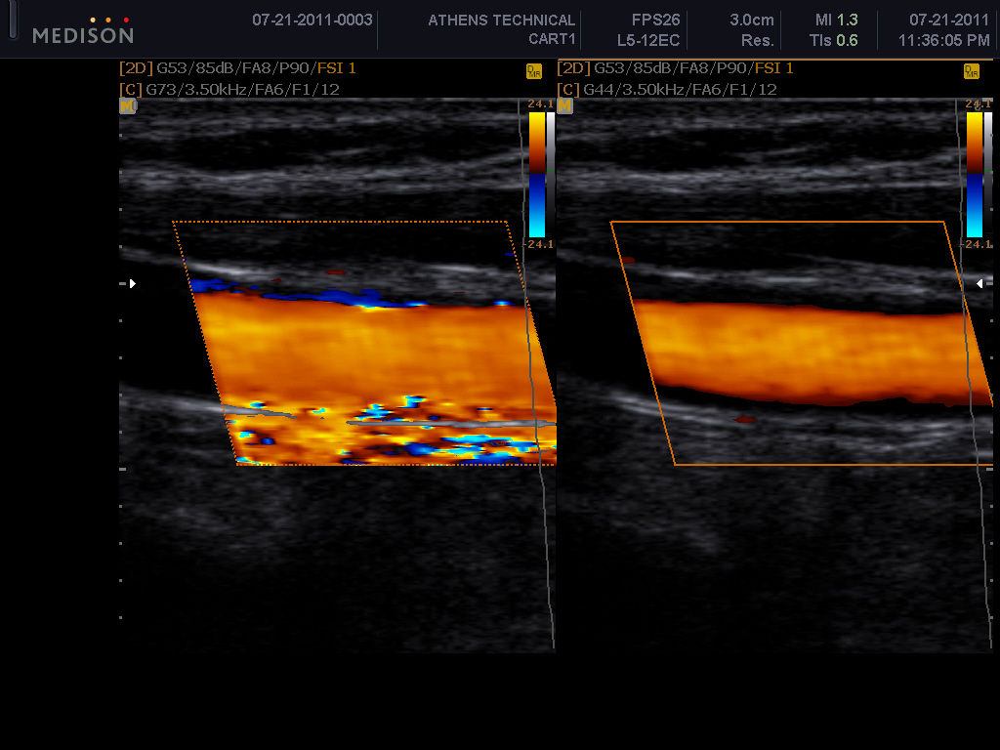 MEDISON
07-21-2011-0003
ATHENS TECHNICAL
CART1
FPS26
L5-12EC
3.0cm
Res.
MI 1.3
TIs 0.6
07-21-2011
11:36:05 PM
[2D] G53/85dB/FA8/P90/FSI 1
[C] G73/3.50kHz/FA6/F1/12
M
24.1
-24.1
[2D] G53/85dB/FA8/P90/FSI 1
[C] G44/3.50kHz/FA6/F1/12
M
24.1
-24.1